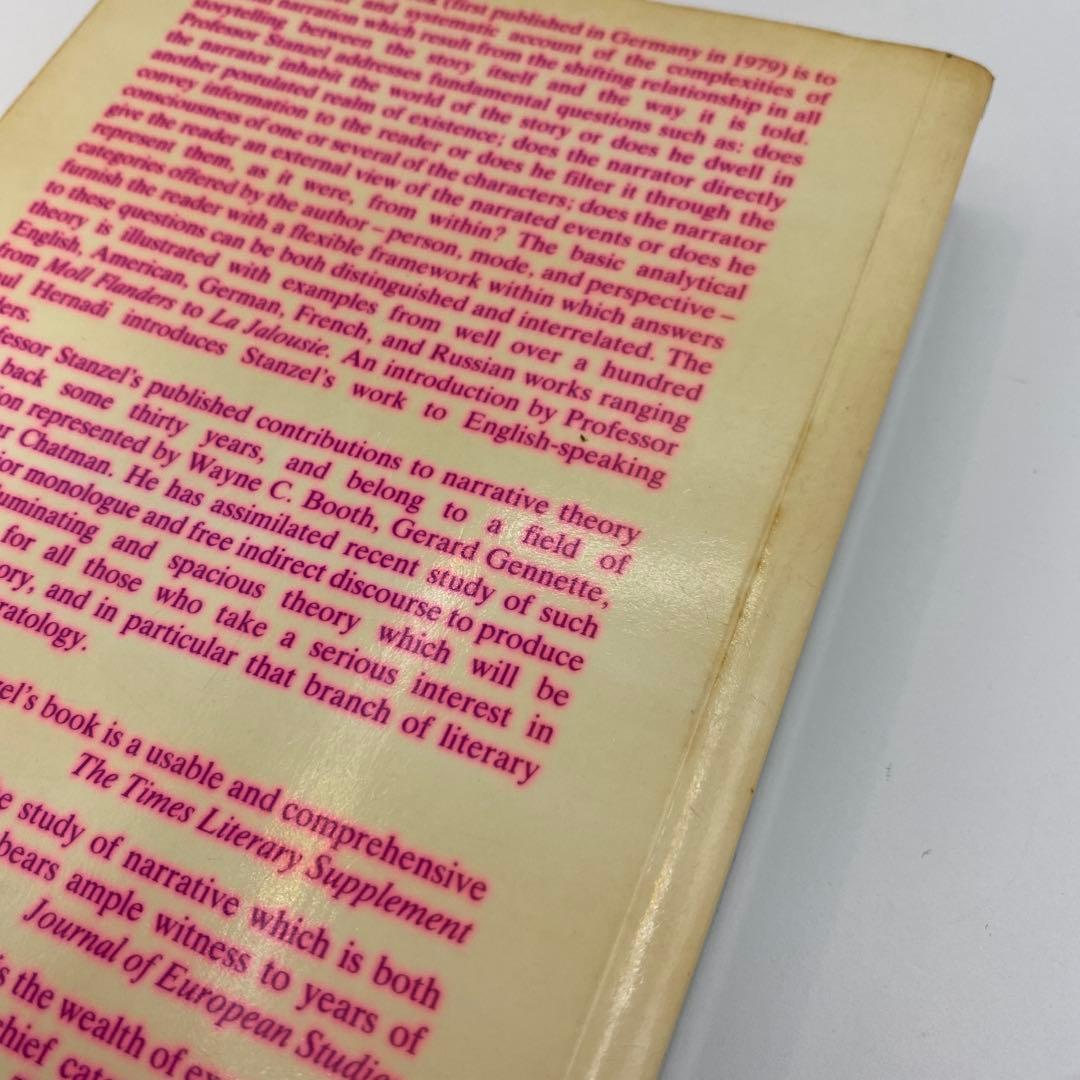 (first published in Germany in 1979) is to
and systematic account of the complexities of
narration which result from the shifting relationship in all
storytelling between the story itself and the way it is told.
Professor Stanzel addresses fundamental questions such as: does
the narrator inhabit the world of the story or does he dwell in
another postulated realm of existence; does the narrator directly
convey information to the reader or does he filter it through the
consciousness of one or several of the characters; does the narrator
give the reader an external view of the narrated events or does he
represent them, as it were, from within? The basic analytical
categories offered by the author – person, mode, and perspective –
furnish the reader with a flexible framework within which answers
to these questions can be both distinguished and interrelated. The
theory is illustrated with examples from well over a hundred
English, American, German, French, and Russian works ranging
from Moll Flanders to La Jalousie. An introduction by Professor
Hernadi introduces Stanzel's work to English-speaking
Stanzel's published contributions to narrative theory
back some thirty years, and belong to a field of
represented by Wayne C. Booth, Gerard Gennette,
Chatman. He has assimilated recent study of such
monologue and free indirect discourse to produce
and spacious theory which will be
for all those who take a serious interest in
and in particular that branch of literary
book is a usable and comprehensive
The Times Literary Supplement
study of narrative which is both
bears ample witness to years of
Journal of European Studies
is the wealth of
chief